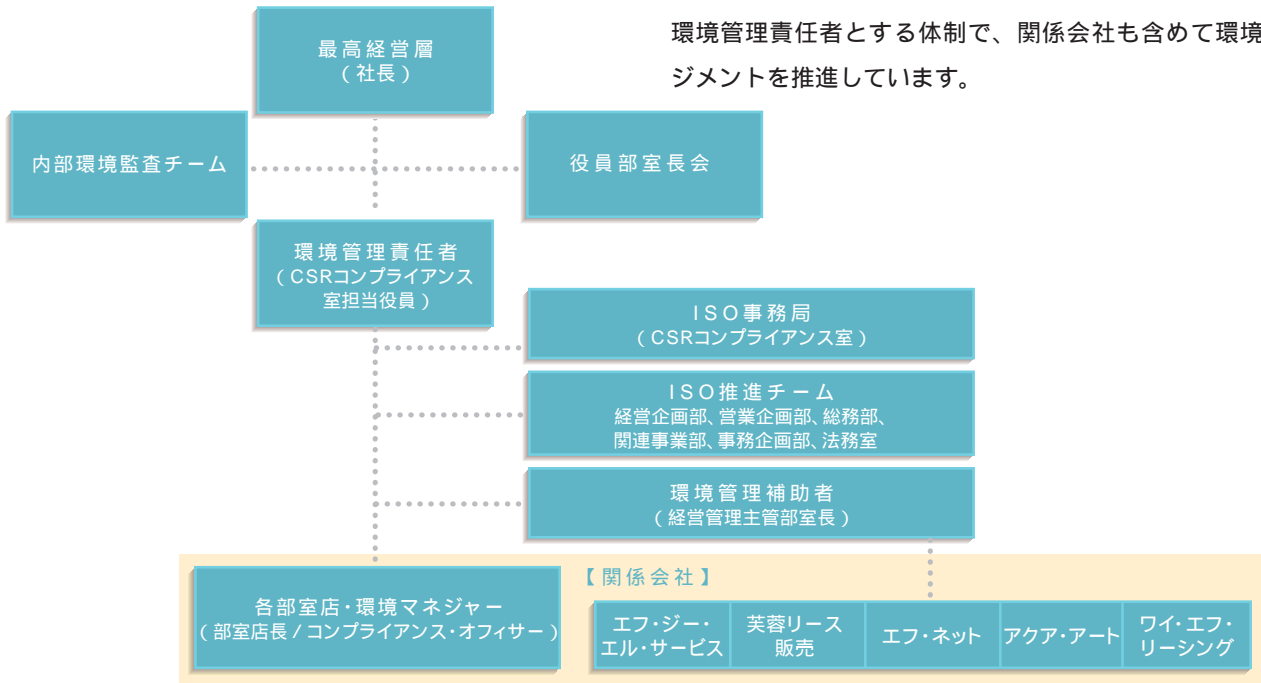 環境管理責任者とする体制で、関係会社も含めて環境
ジメントを推進しています。
最高経営層
(社長)
内部環境監査チーム
役員部室長会
環境管理責任者
(CSRコンプライアンス
室担当役員)
ISO事務局
(CSRコンプライアンス室)
ISO推進チーム
経営企画部、営業企画部、総務部、
関連事業部、事務企画部、法務室
環境管理補助者
(経営管理主管部室長)
各部室店・環境マネジャー
(部室店長/コンプライアンス・オフィサー)
【関係会社】
エフ・ジー・
エル・サービス
芙蓉リース
販売
エフ・ネット
アクア・アート
ワイ・エフ・
リーシング